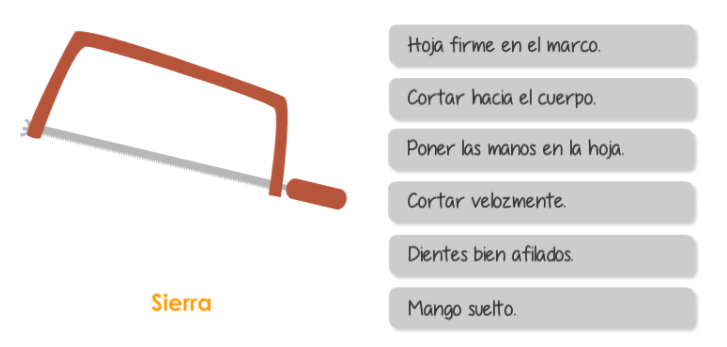 Hoja firme en el marco.
Cortar hacia el cuerpo.
Poner las manos en la hoja.
Cortar velozmente.
Dientes bien afilados.
Mango suelto.
Sierra